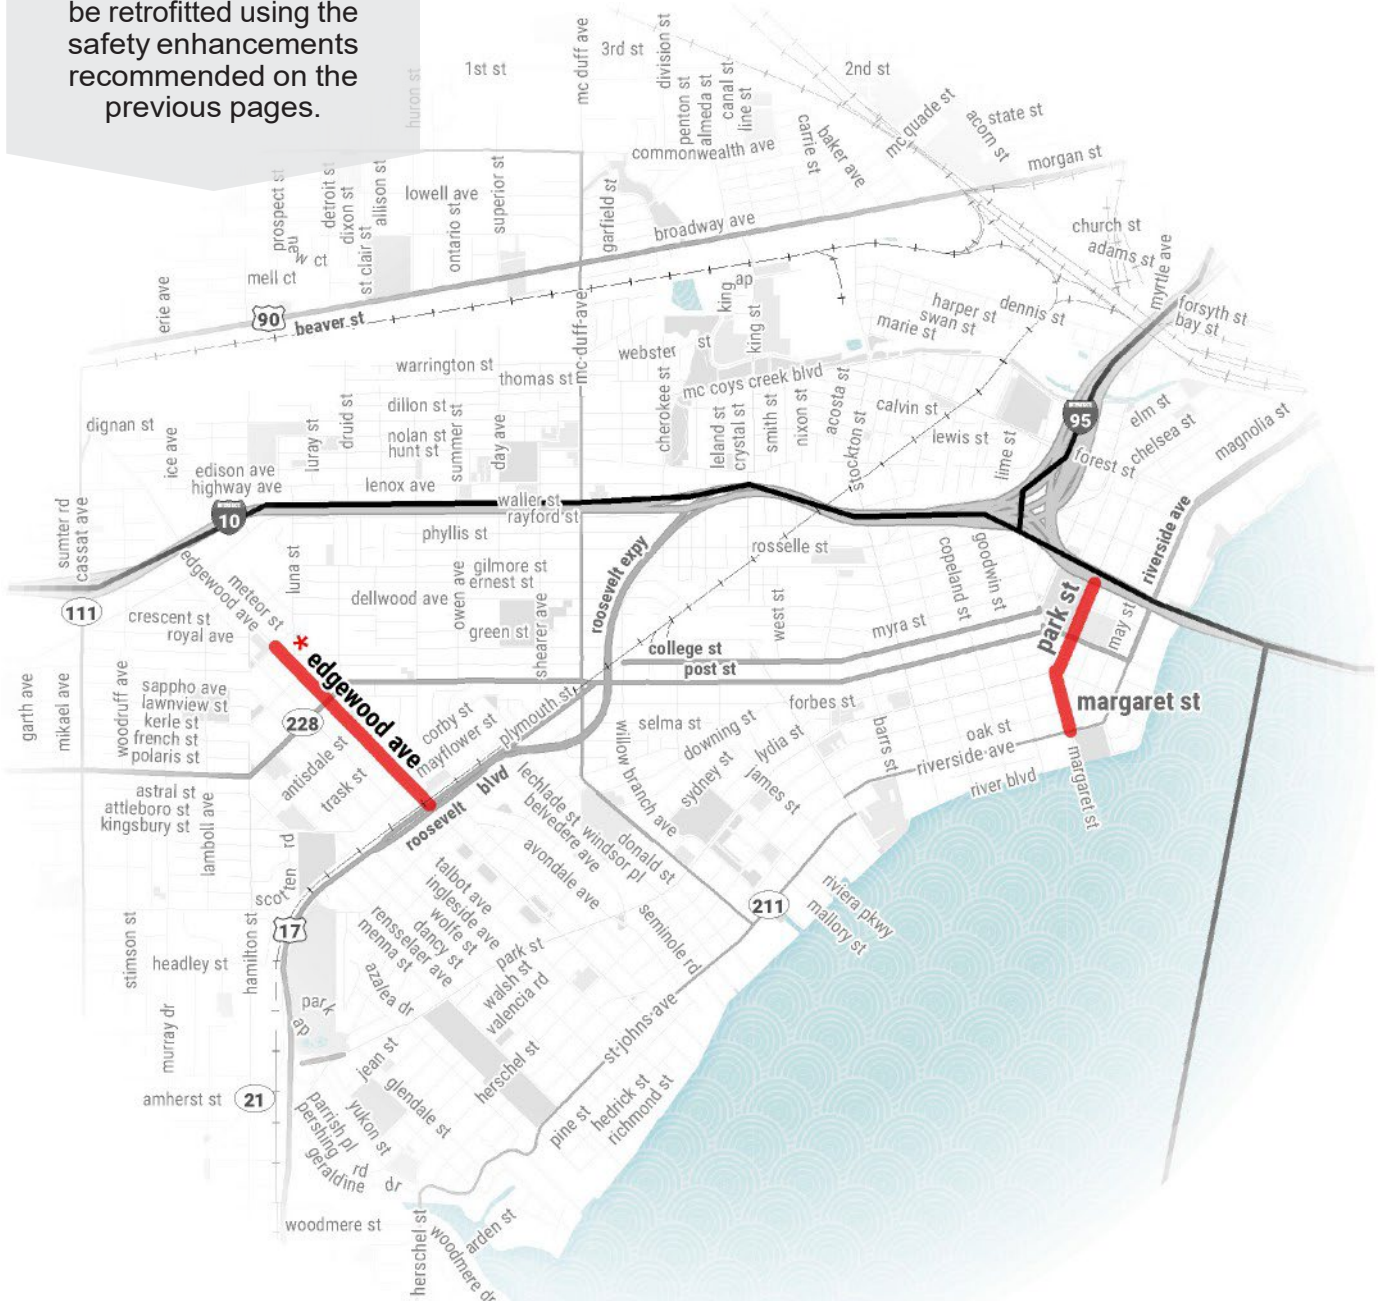 be retrofitted using the
safety enhancements
recommended on the
previous pages.
huron st
1st st
mc duff ave
3rd st
division st
penton st
almeda st
canal st
line st
2nd st
carrie st
baker ave
mc quade st
acorn st
state st
commonwealth ave
morgan st
prospect st
detroit st
dixon st
allison st
lowell ave
superior st
ontario st
garfield st
broadway ave
church st
adams st
myrtle ave
new ct
mell ct
st clair st
erie ave
90
beaver st
king
ap
king st
mc-duff-ave
harper st
swan st
marie st
dennis st
forsyth st
bay st
webster st
warrington st
thomas st
cherokee st
mc coys creek blvd
dillon st
druid st
luray st
nolan st
hunt st
summer st
day ave
leland st
crystal st
smith st
nixon st
acosta st
stockton st
calvin st
lewis st
lime st
95
elm st
chelsea st
forest st
magnolia st
dignan st
ice ave
edison ave
highway ave
lenox ave
10
waller st
rayford st
phyllis st
sumter rd
cassat ave
riverside ave
rosselle st
copeland st
goodwin st
edgewood ave
meteor st
luna st
gilmore st
ernest st
owen ave
dellwood ave
roosevelt expy
west st
111
crescent st
royal ave
green st
shearer ave
college st
post st
myra st
park st
may st
* edgewood ave
margaret st
garth ave
mikael ave
woodruff ave
sappho ave
lawnview st
kerle st
french st
polaris st
228
corby st
mayflower st
plymouth st
selma st
forbes st
downing st
lydia st
barrs st
oak st
riverside-ave
river blvd
margaret st
antisdale st
trask st
willow branch ave
sydney st
james st
roosevelt blvd
astral st
attleboro st
kingsbury st
lamboll ave
lechlade st
belvedere ave
windsor pl
donald st
avondale ave
scotten rd
talbot ave
ingleside ave
wolfe st
dancy st
rensselaer ave
menna st
211
riviera pkwy
mallory st
seminole rd
17
stimson st
headley st
hamilton st
park st
walsh st
valencia rd
azalea dr
park
ap
murray dr
st-johns-ave
jean st
herschel st
glendale st
amherst st
21
yukon st
parrish pl
pershing
geraldine
rd
dr
pine st
hedrick st
richmond st
woodmere st
herschel st
woodmere dr
arden st